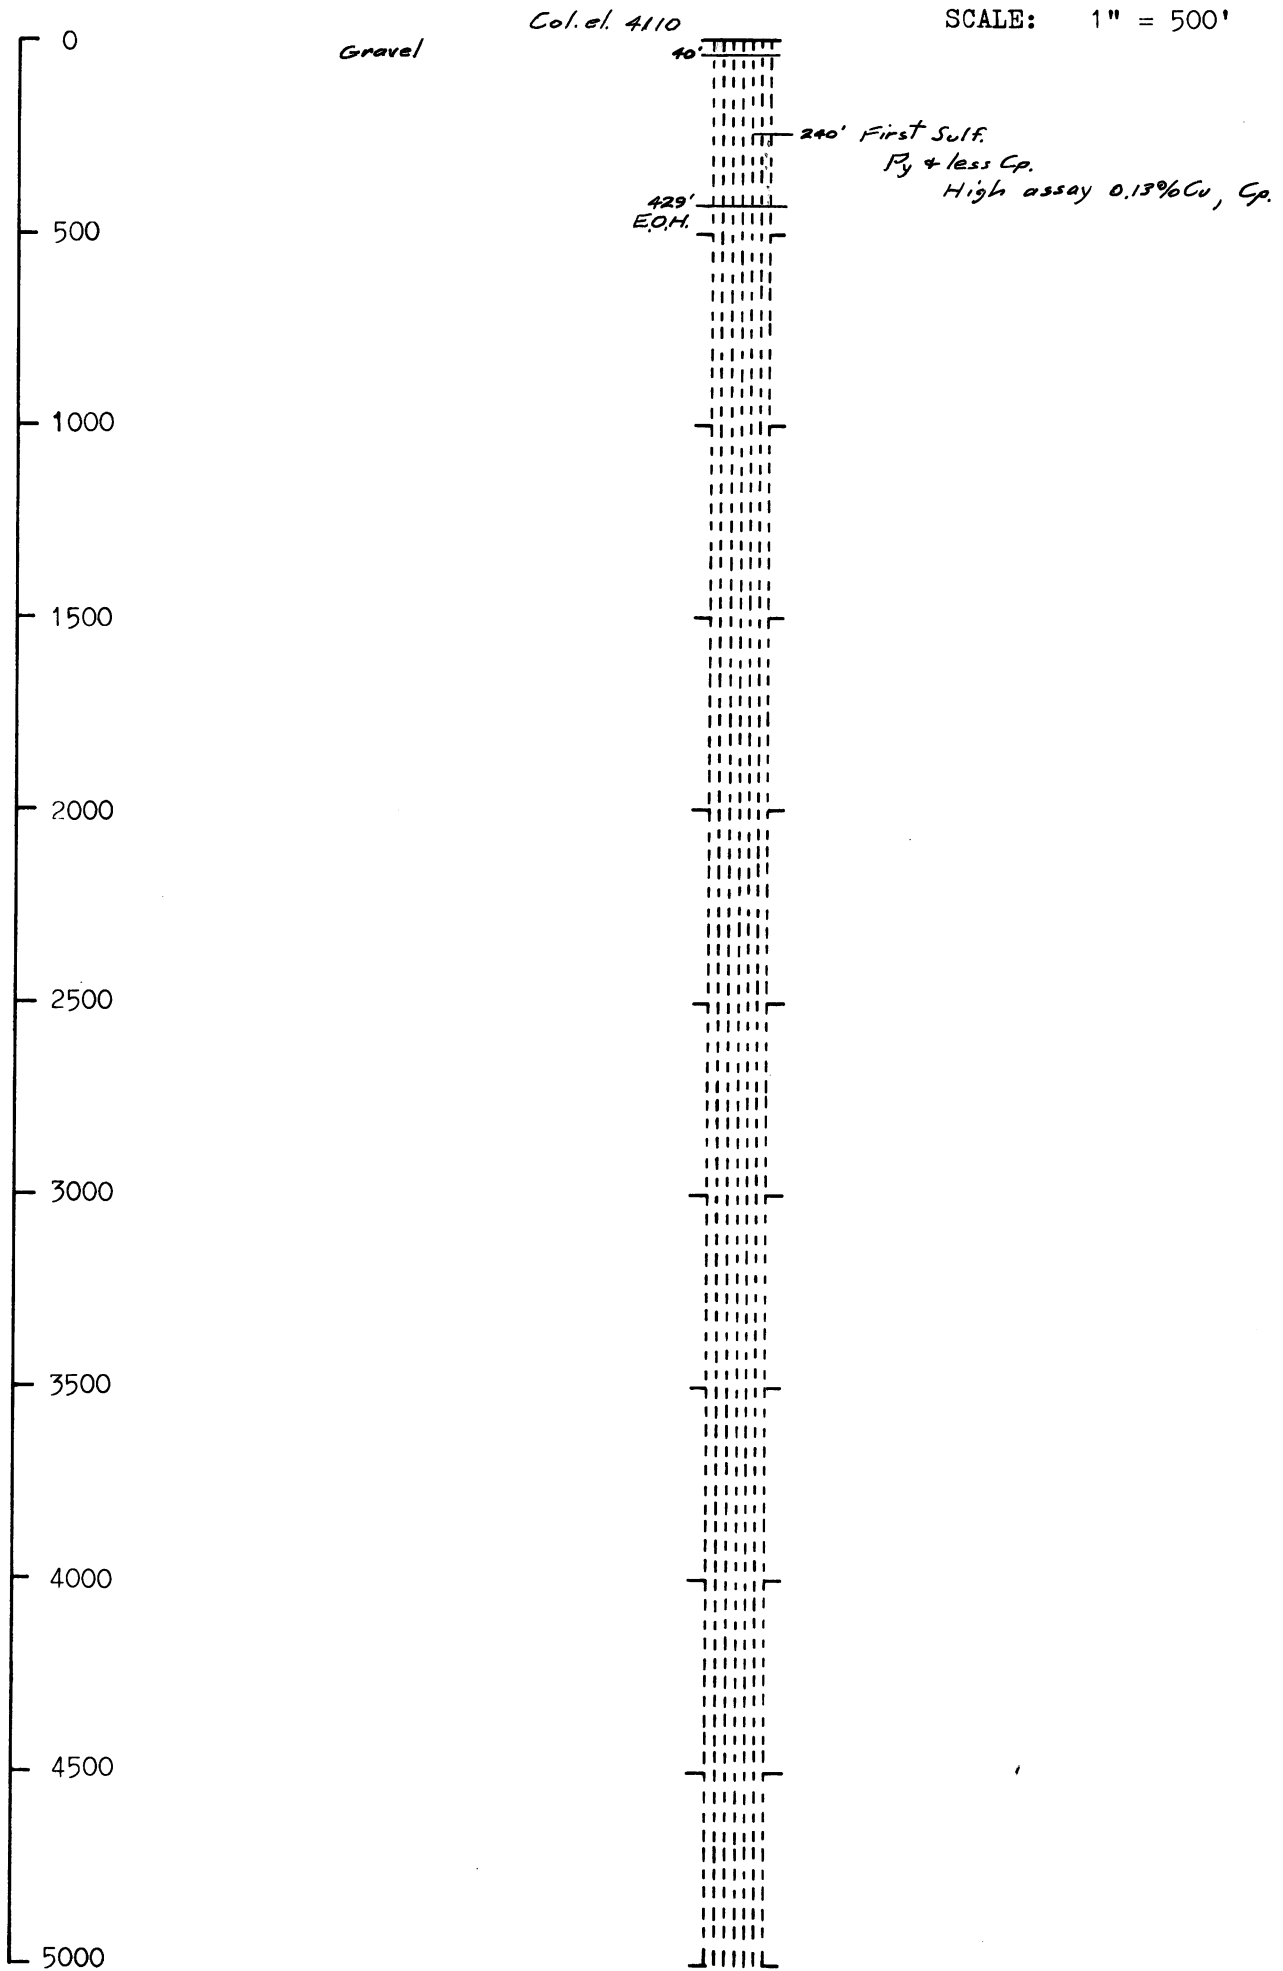 Col. el. 4110
SCALE: 1" = 500'
0
Gravel
40'
240' First Sulf.
Py & less Cp.
High assay 0.13% Cu, Cp.
429'
E.O.H.
500
1000
1500
2000
2500
3000
3500
4000
4500
5000